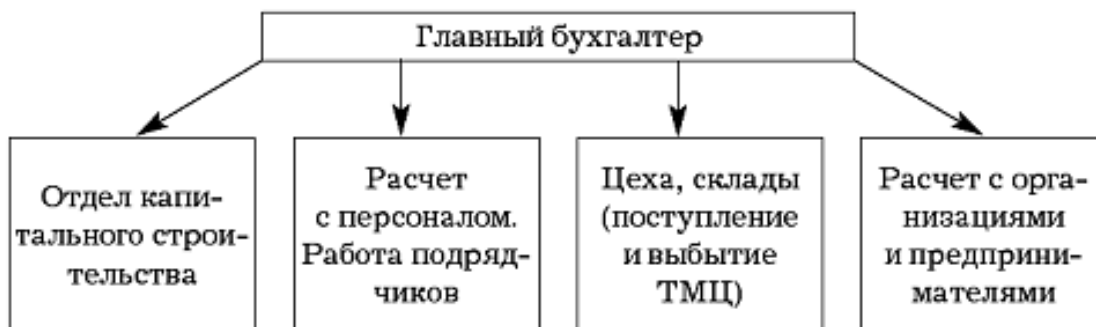 Главный бухгалтер
Отдел капи-
тального строи-
тельства
Расчет
с персоналом.
Работа подряд-
чиков
Цеха, склады
(поступление
и выбытие
ТМЦ)
Расчет с орга-
низациями
и предприни-
мателями